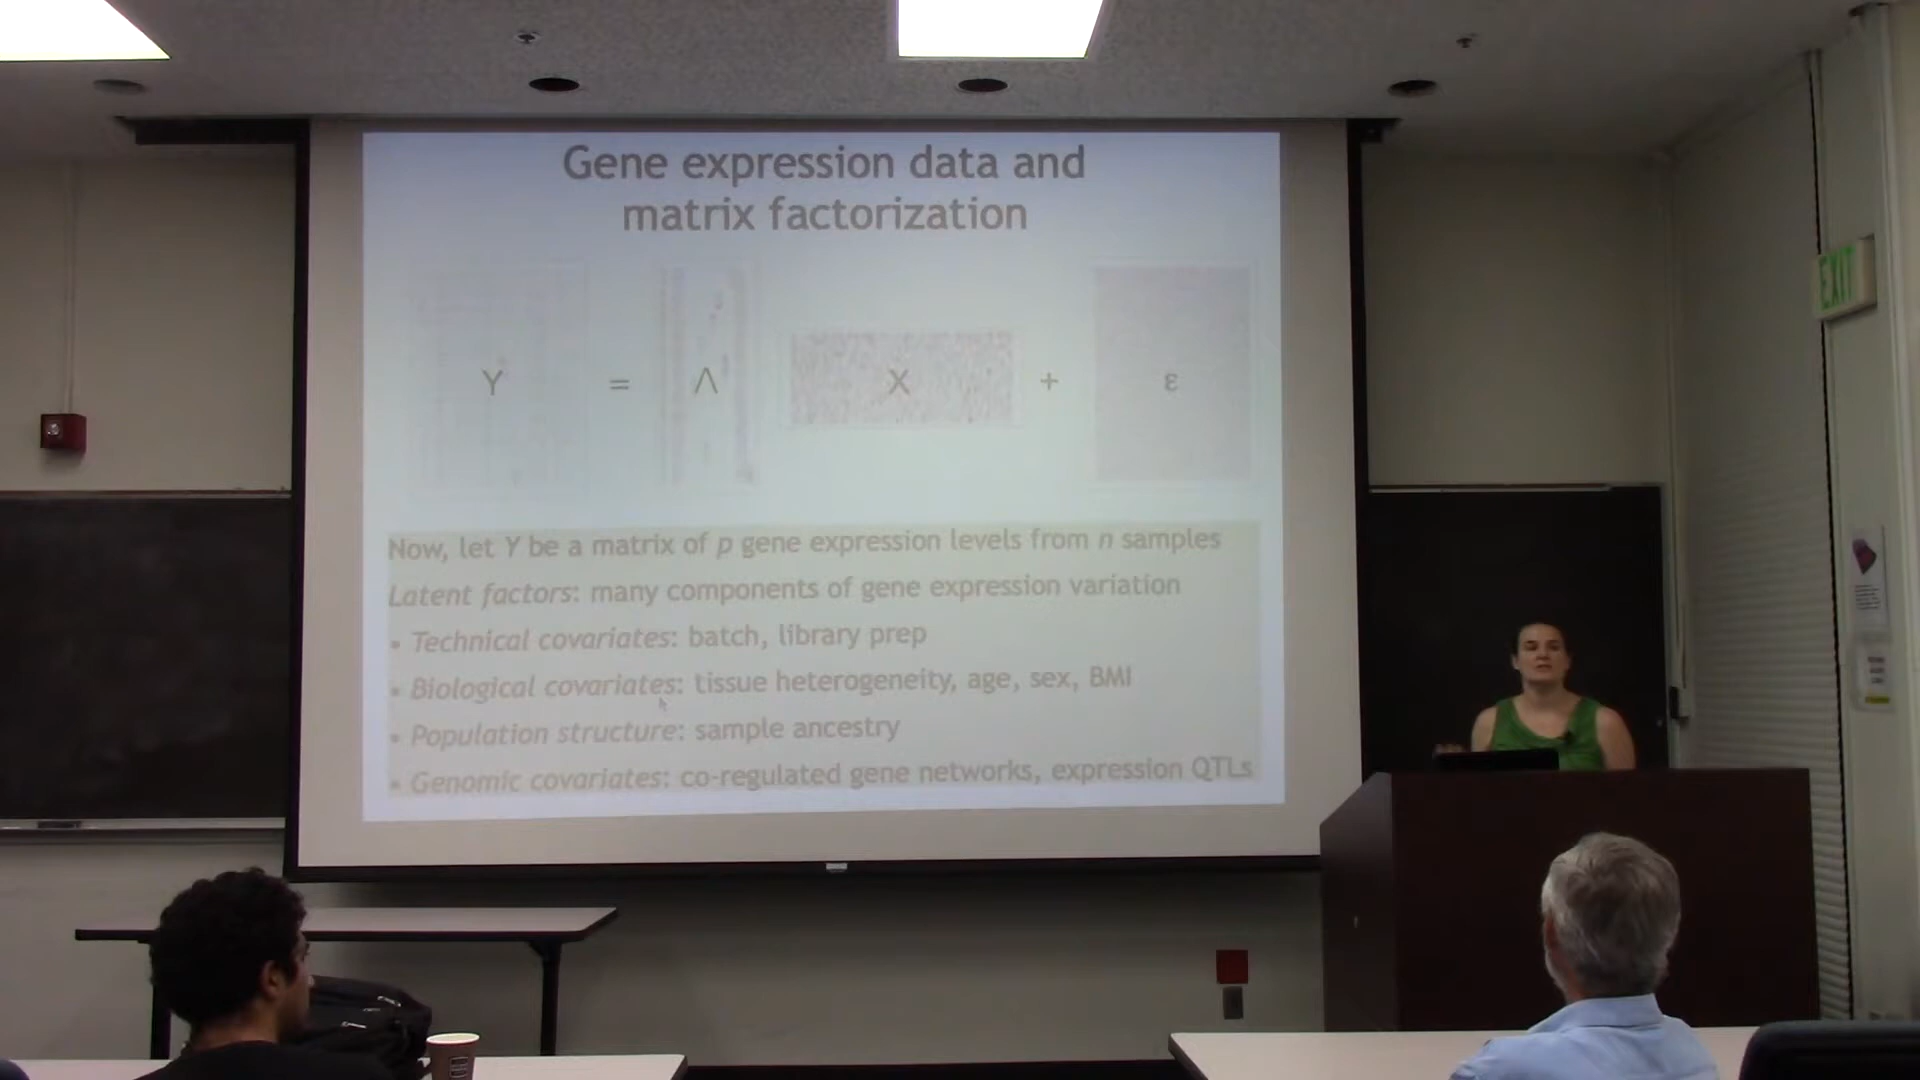 Gene expression data and
matrix factorization
Y = Λ X + ε
Now, let Y be a matrix of p gene expression levels from n samples
Latent factors: many components of gene expression variation
• Technical covariates: batch, library prep
• Biological covariates: tissue heterogeneity, age, sex, BMI
• Population structure: sample ancestry
• Genomic covariates: co-regulated gene networks, expression QTLs
EXIT